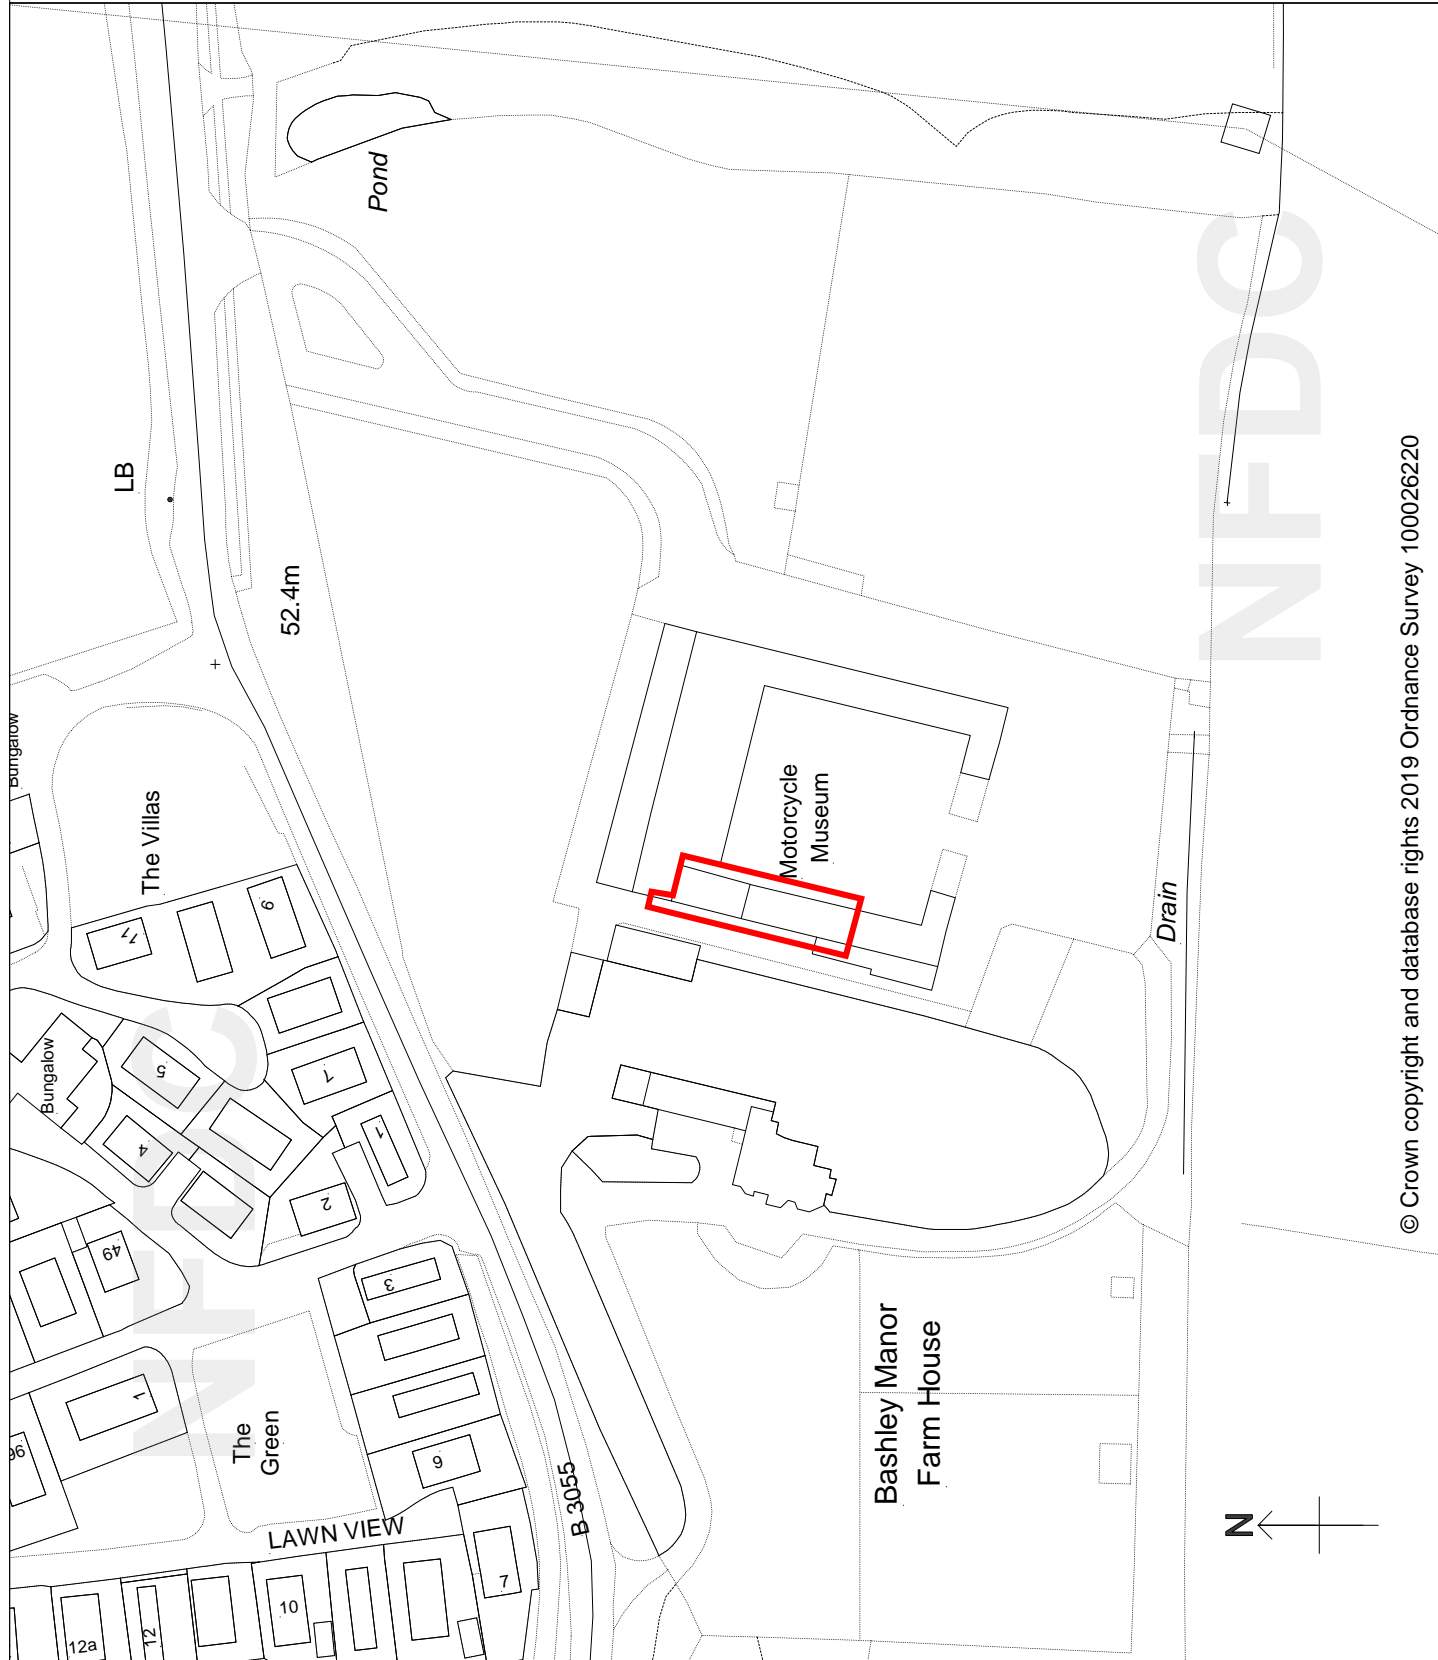 Pond
LB
52.4m
Bungalow
The Villas
Motorcycle
Museum
11
9
Bungalow
5
4
7
1
2
Drain
49
3
1
96
The
Green
6
LAWN VIEW
B 3055
7
10
12
12a
Bashley Manor
Farm House
N
NFDC
NFDC
© Crown copyright and database rights 2019 Ordnance Survey 100026220